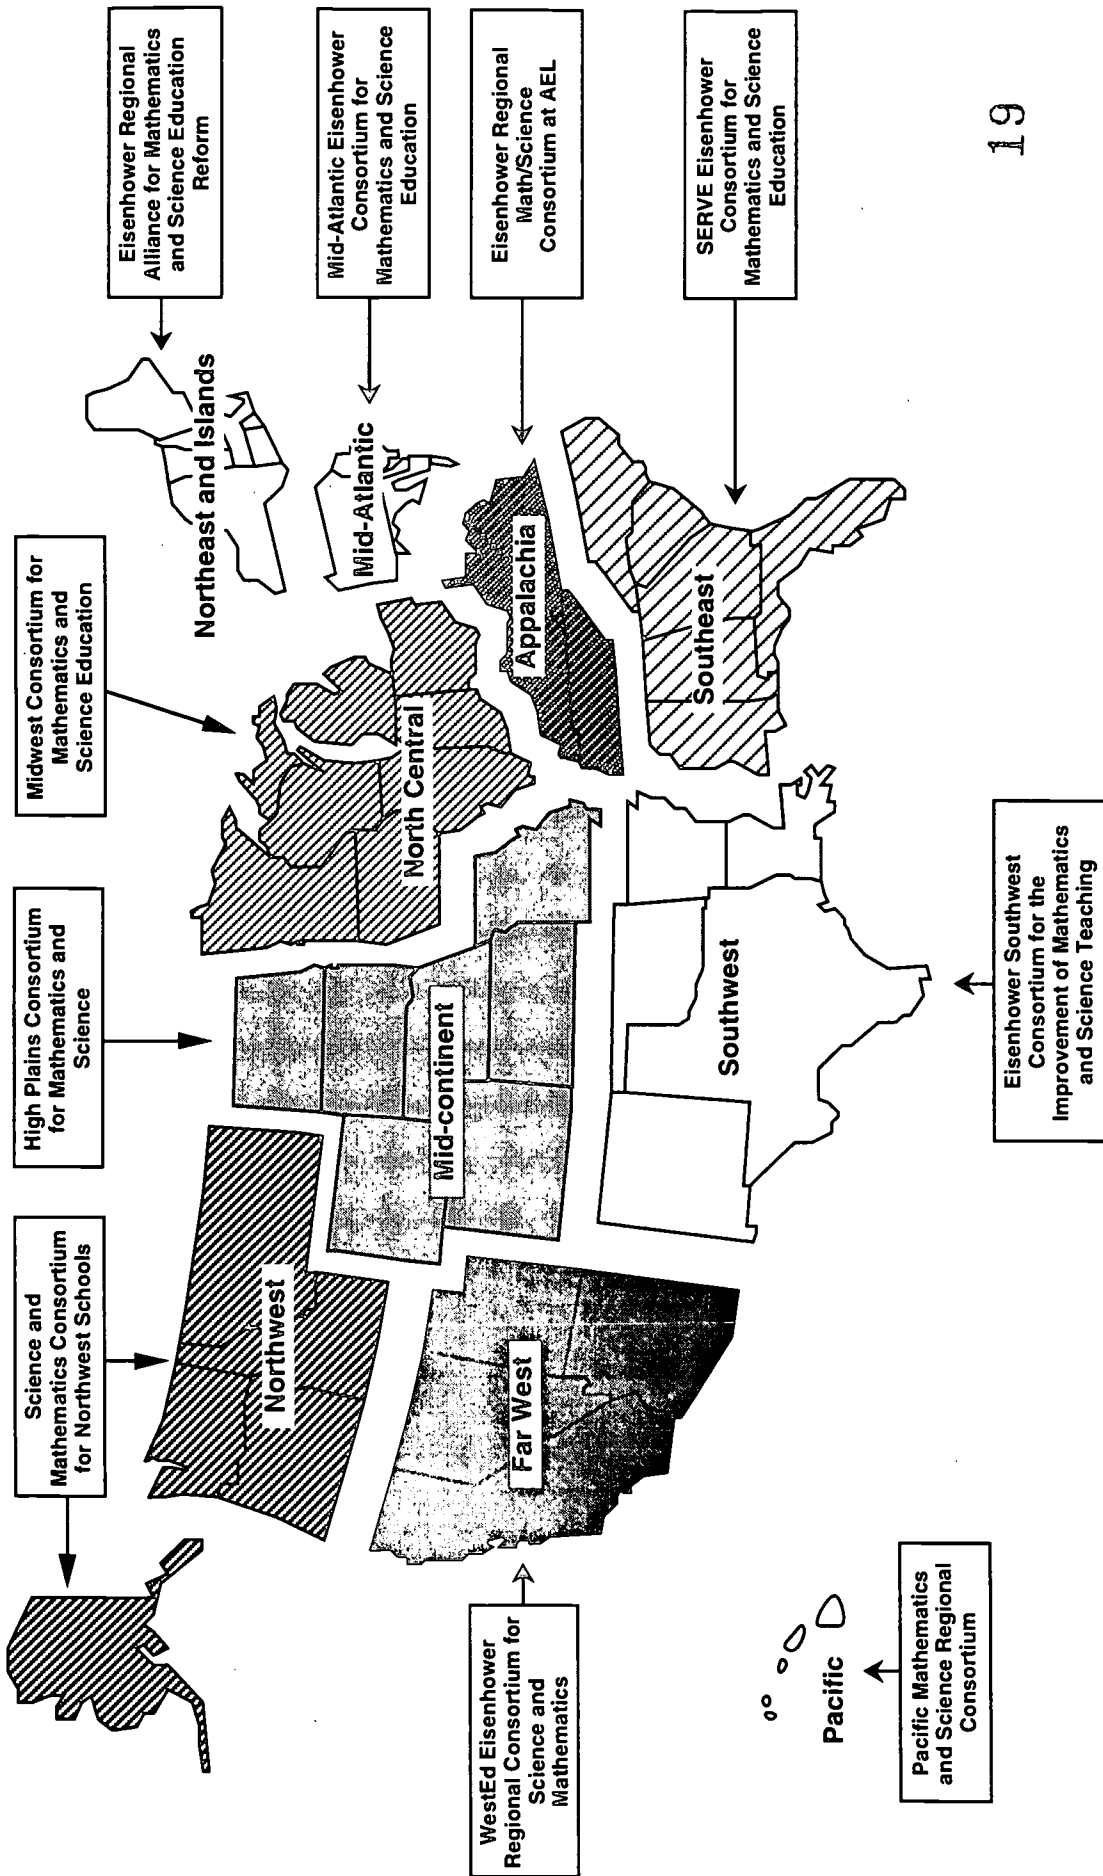 Science and
Mathematics Consortium
for Northwest Schools
High Plains Consortium
for Mathematics and
Science
Midwest Consortium for
Mathematics and
Science Education
Eisenhower Regional
Alliance for Mathematics
and Science Education
Reform
Mid-Atlantic Eisenhower
Consortium for
Mathematics and Science
Education
Eisenhower Regional
Math/Science
Consortium at AEL
SERVE Eisenhower
Consortium for
Mathematics and Science
Education
Northeast and Islands
Mid-Atlantic
Appalachia
Southeast
North Central
Mid-continent
Northwest
Southwest
Far West
Pacific
WestEd Eisenhower
Regional Consortium for
Science and
Mathematics
Pacific Mathematics
and Science Regional
Consortium
Eisenhower Southwest
Consortium for the
Improvement of Mathematics
and Science Teaching
19